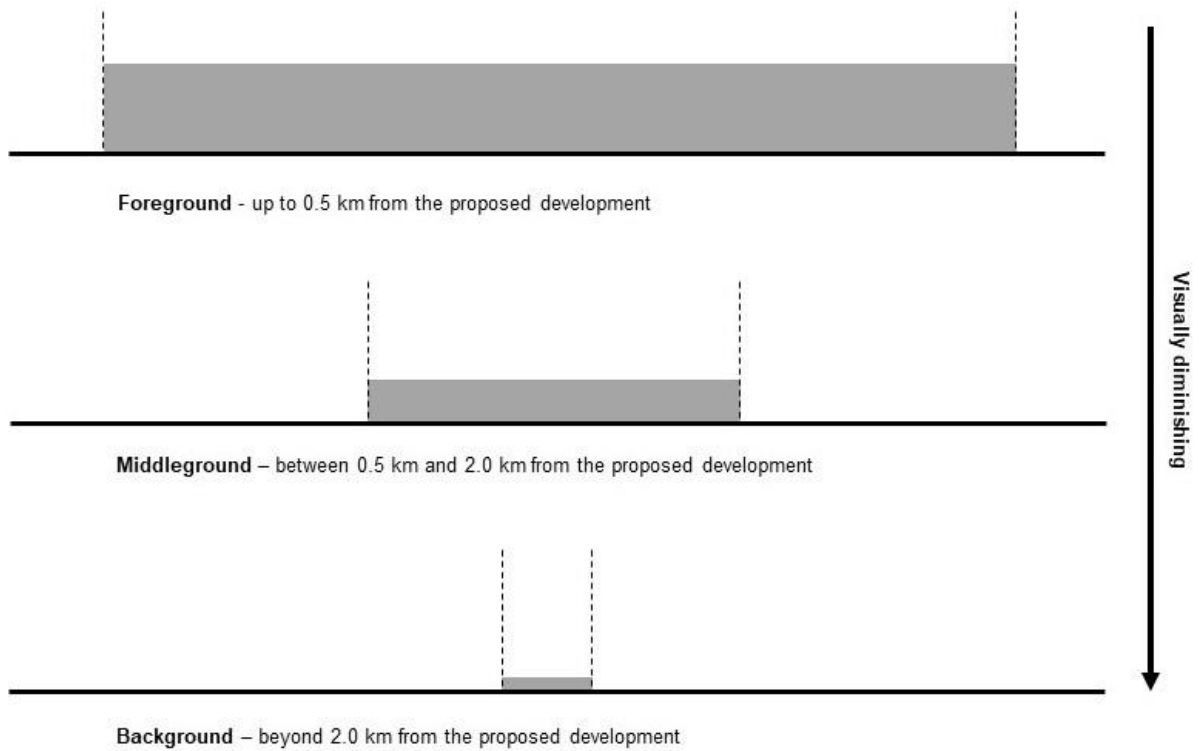 Foreground - up to 0.5 km from the proposed development
Middleground – between 0.5 km and 2.0 km from the proposed development
Background – beyond 2.0 km from the proposed development
Visually diminishing